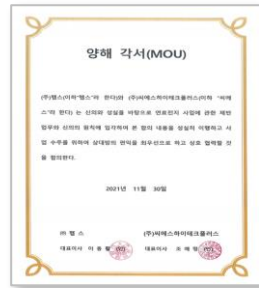 양해 각서(MOU)
(주)햅스(이하"햅스"라 한다)와 (주)씨에스하이테크플러스(이하 "씨에
스"라 한다) 는 신의와 성실을 바탕으로 연료전지 사업에 관한 제반
업무와 신의의 원칙에 입각하여 본 합의 내용을 성실히 이행하고 사
업 수주를 위하여 상대방의 편익을 최우선으로 하고 상호 협력할 것
을 합의한다.
2021년 11월 30일
㈜ 햅 스 (주)씨에스하이테크플러스
대표이사 이 종 대표이사 조